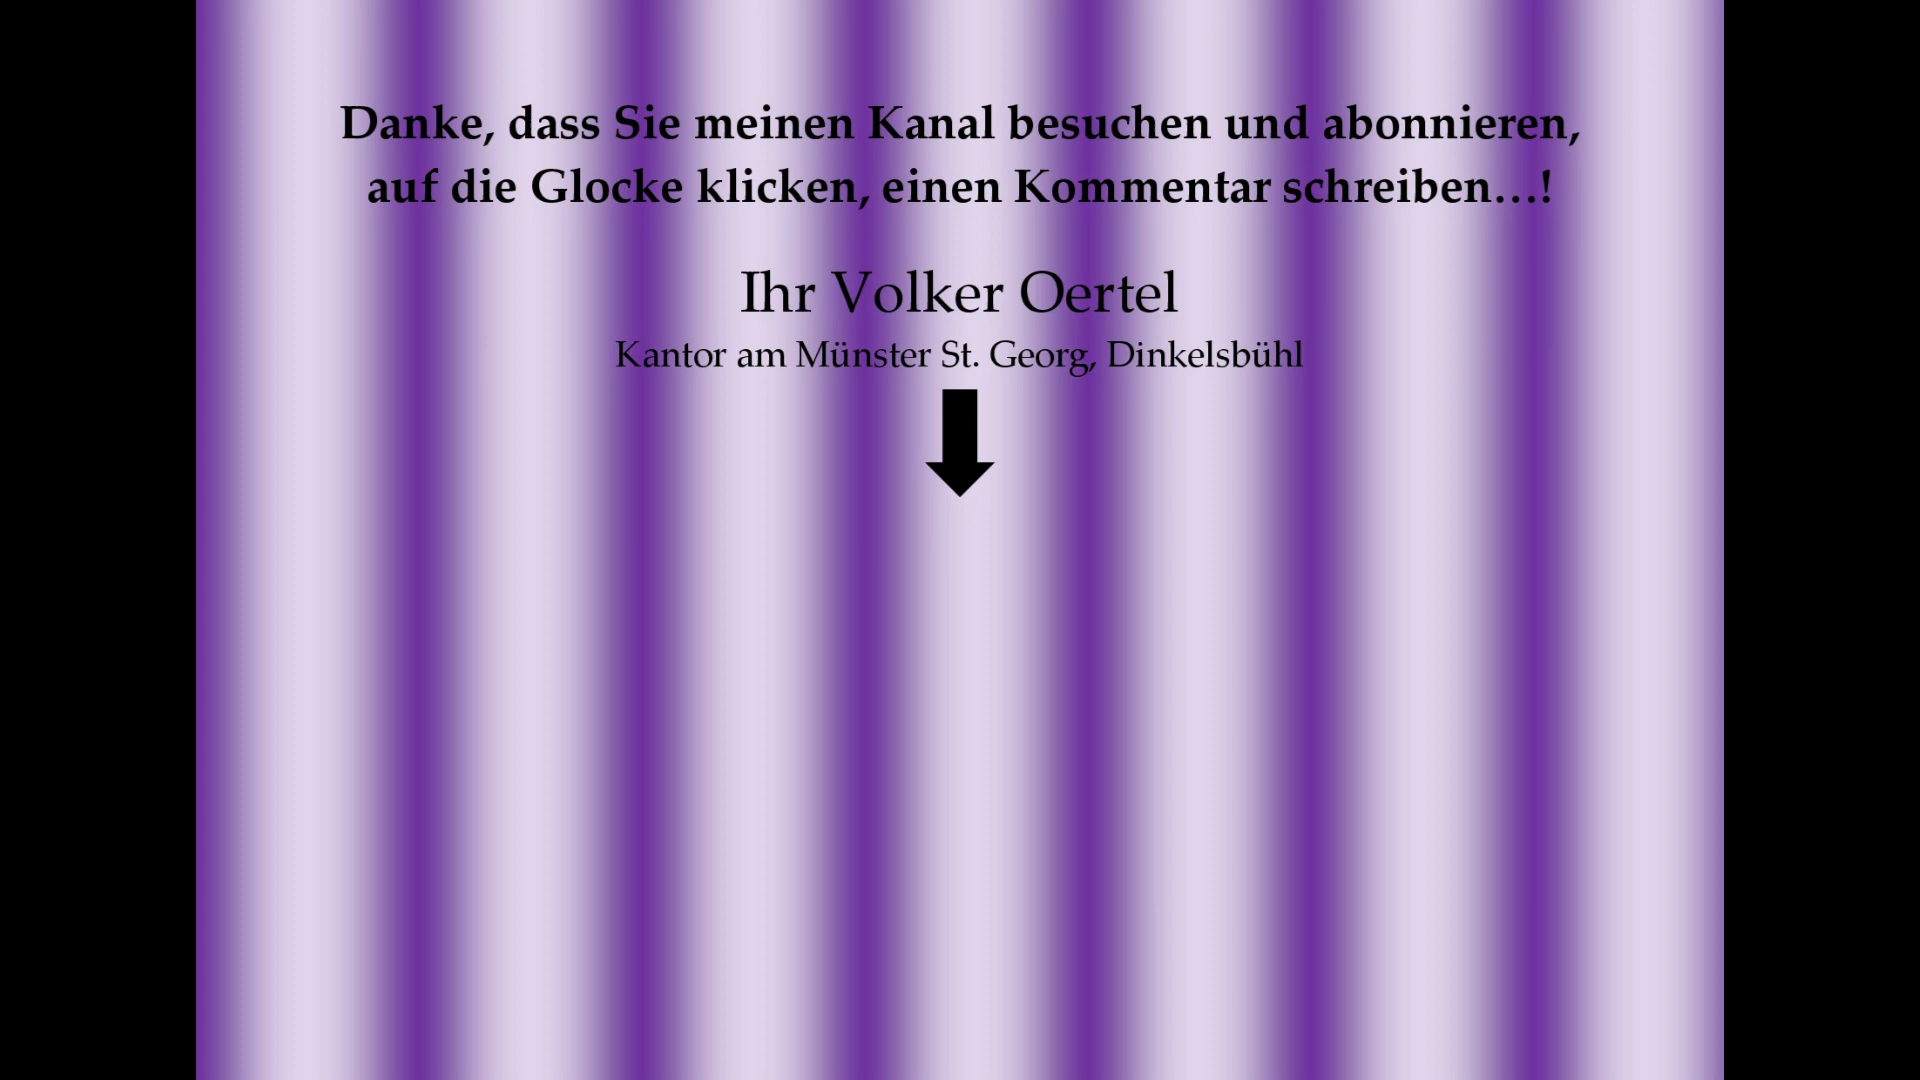 Danke, dass Sie meinen Kanal besuchen und abonnieren,
auf die Glocke klicken, einen Kommentar schreiben…!
Ihr Volker Oertel
Kantor am Münster St. Georg, Dinkelsbühl